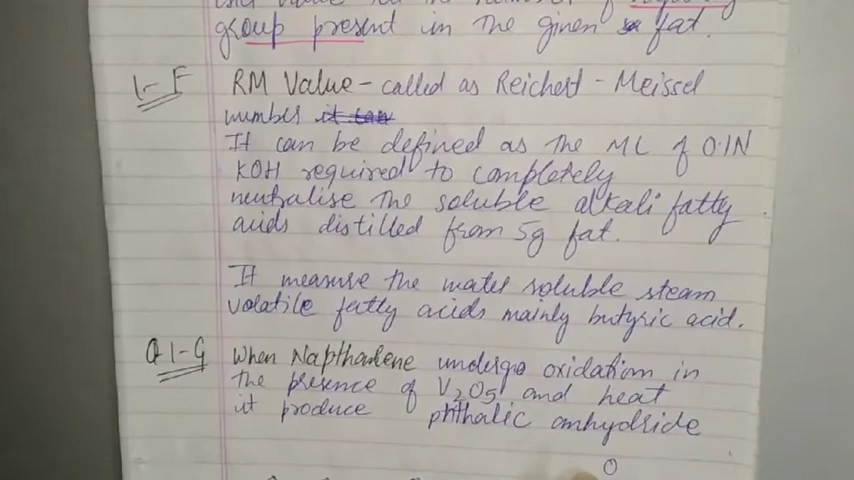 group present in the given fat.
1-F RM Value - called as Reichert - Meissel
number it can
It can be defined as the ML of 0.1N
KOH required to completely
neutralise the soluble alkali fatty
acids distilled from 5g fat.
It measure the water soluble steam
volatile fatty acids mainly butyric acid.
Q1-G When Napthalene undergo oxidation in
the presence of V2O5 and heat
it produce phthalic anhydride
O